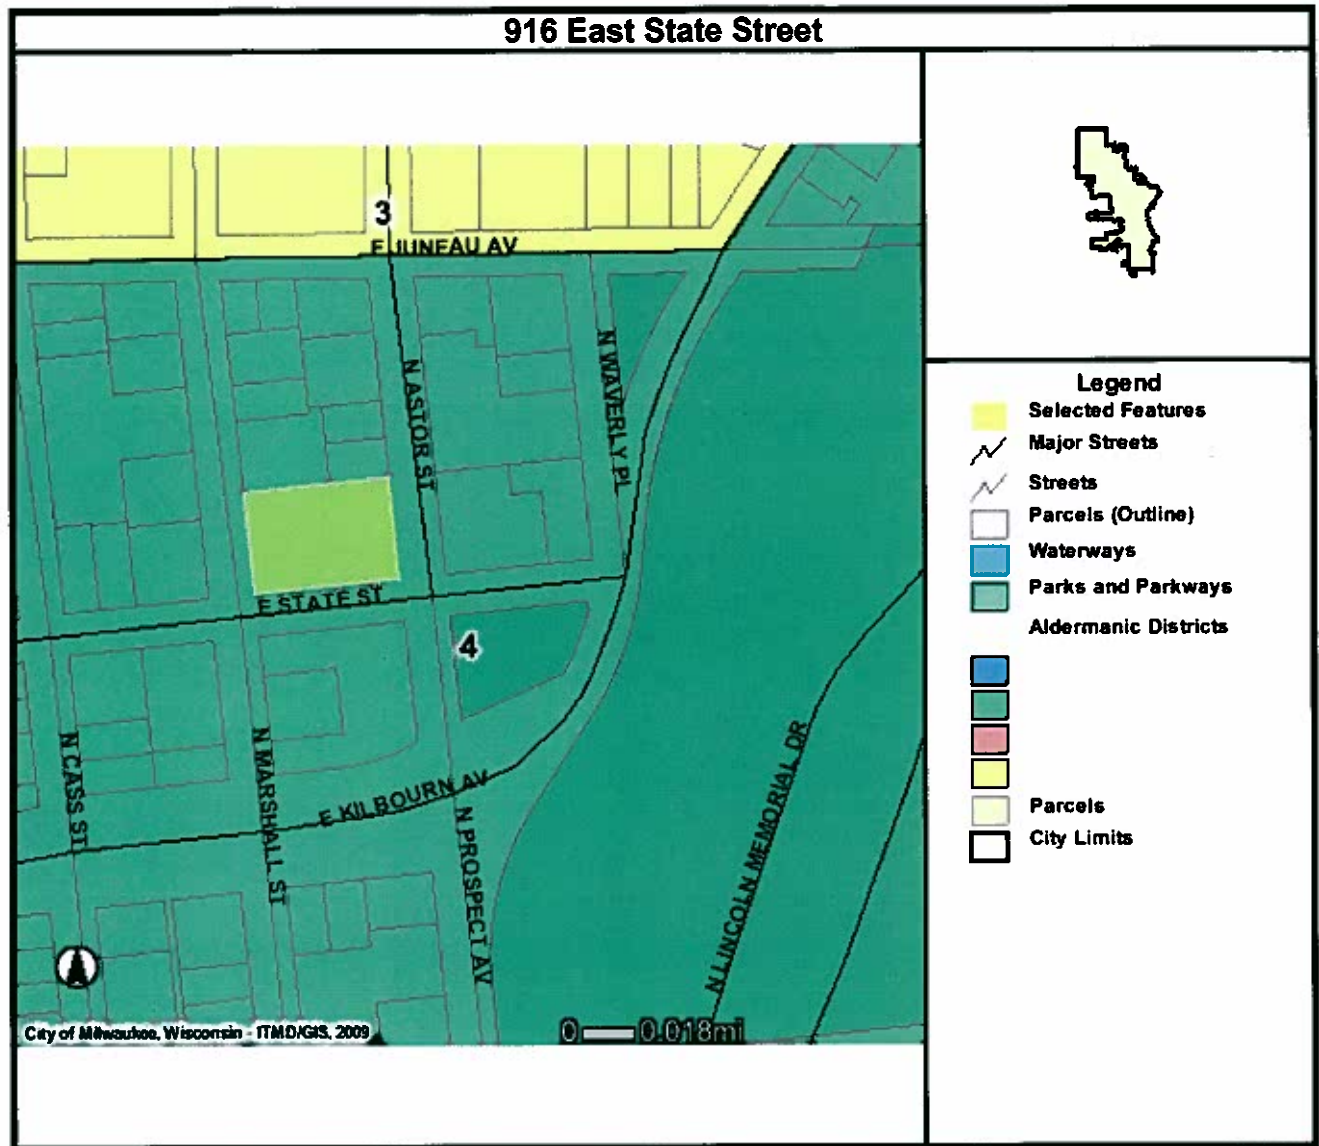 916 East State Street
3
E JUNEAU AV
N WAVERLY PL
N ASTOR ST
E STATE ST
4
N CASS ST
N MARSHALL ST
E KILBOURN AV
N PROSPECT AV
N LINCOLN MEMORIAL DR
City of Milwaukee, Wisconsin - ITMD/GIS, 2009
0 0.018mi
Legend
Selected Features
Major Streets
Streets
Parcels (Outline)
Waterways
Parks and Parkways
Aldermanic Districts
Parcels
City Limits